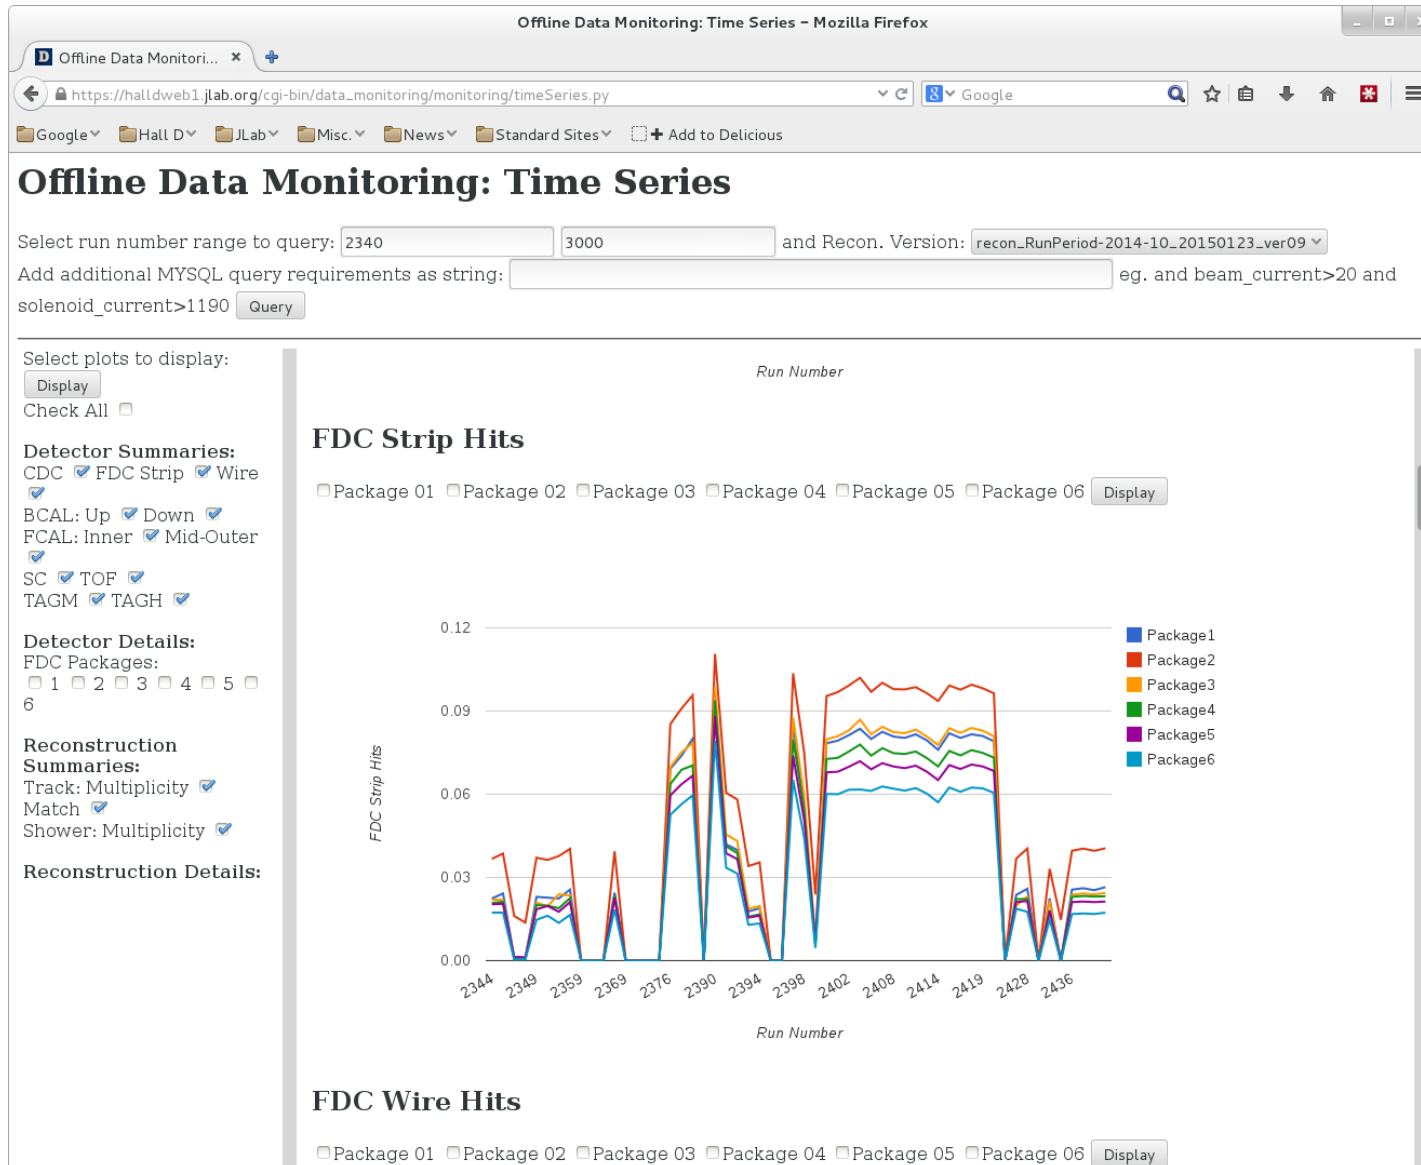 Offline Data Monitoring: Time Series – Mozilla Firefox
Offline Data Monitori...
https://halldweb1.jlab.org/cgi-bin/data_monitoring/monitoring/timeSeries.py
Google
Google Hall D JLab Misc. News Standard Sites Add to Delicious
Offline Data Monitoring: Time Series
Select run number range to query: 2340 3000 and Recon. Version: recon_RunPeriod-2014-10_20150123_ver09
Add additional MYSQL query requirements as string: eg. and beam_current>20 and
solenoid_current>1190 Query
Select plots to display:
Display
Check All
Detector Summaries:
CDC FDC Strip Wire
BCAL: Up Down
FCAL: Inner Mid-Outer
SC TOF
TAGM TAGH
Detector Details:
FDC Packages:
1 2 3 4 5
6
Reconstruction
Summaries:
Track: Multiplicity
Match
Shower: Multiplicity
Reconstruction Details:
Run Number
FDC Strip Hits
Package 01 Package 02 Package 03 Package 04 Package 05 Package 06 Display
0.12
0.09
0.06
0.03
0.00
FDC Strip Hits
2344 2349 2359 2369 2376 2390 2394 2398 2402 2408 2414 2419 2428 2436
Run Number
Package1
Package2
Package3
Package4
Package5
Package6
FDC Wire Hits
Package 01 Package 02 Package 03 Package 04 Package 05 Package 06 Display